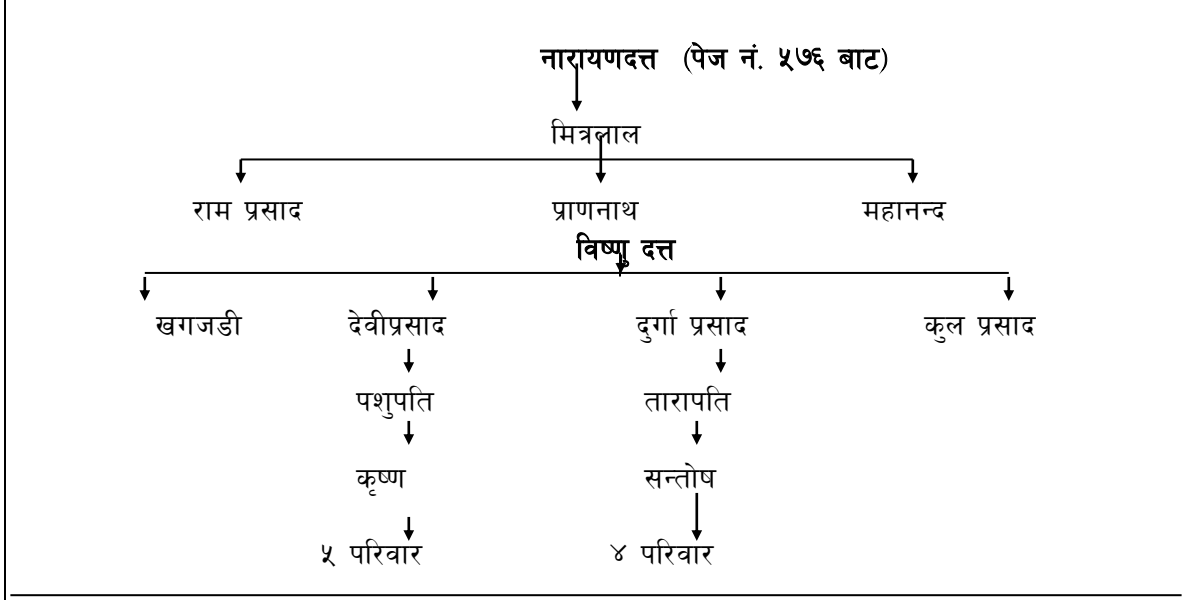 नारायणदत्त (पेज नं. ५७६ बाट)
मित्रलाल
राम प्रसाद प्राणनाथ महानन्द
विष्णु दत्त
खगजडी देवीप्रसाद दुर्गा प्रसाद कुल प्रसाद
पशुपति तारापति
कृष्ण सन्तोष
५ परिवार ४ परिवार